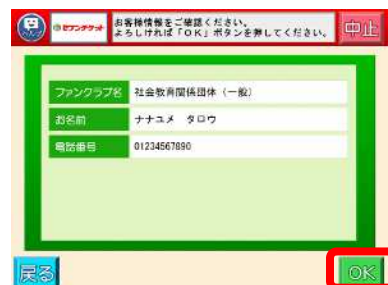 セブンチケット
お客様情報をご確認ください。
よろしければ「OK」ボタンを押してください。
中止
ファンクラブ名 社会教育関係団体（一般）
お名前 ナナユメ タロウ
電話番号 01234567890
戻る
OK